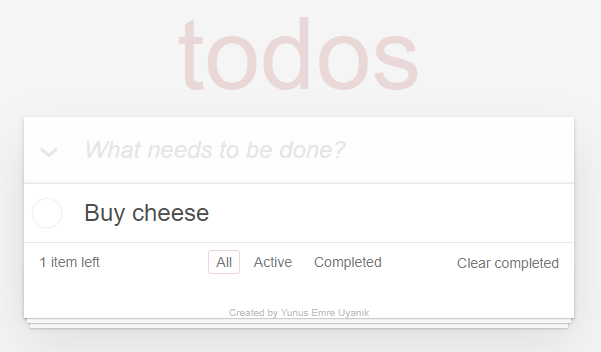 todos
What needs to be done?
Buy cheese
1 item left All Active Completed Clear completed
Created by Yunus Emre Uyanık